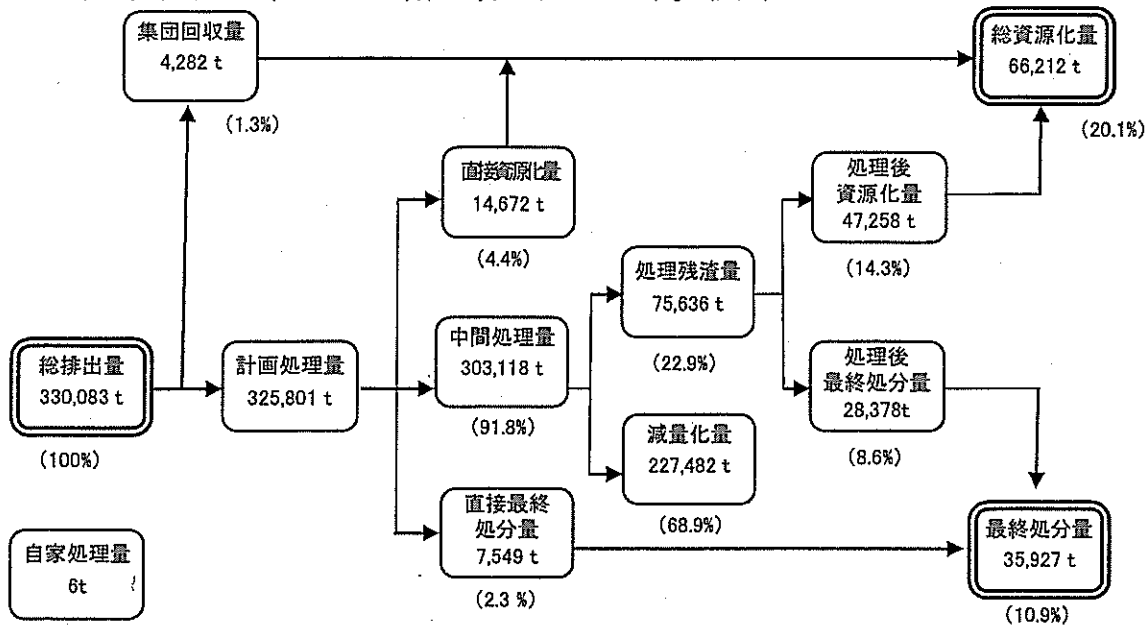 集団回収量
4,282 t
(1.3%)
総資源化量
66,212 t
(20.1%)
直接資源化量
14,672 t
(4.4%)
処理後
資源化量
47,258 t
(14.3%)
処理残渣量
75,636 t
(22.9%)
総排出量
330,083 t
(100%)
計画処理量
325,801 t
中間処理量
303,118 t
(91.8%)
処理後
最終処分量
28,378t
(8.6%)
減量化量
227,482 t
(68.9%)
直接最終
処分量
7,549 t
(2.3 %)
最終処分量
35,927 t
(10.9%)
自家処理量
6t